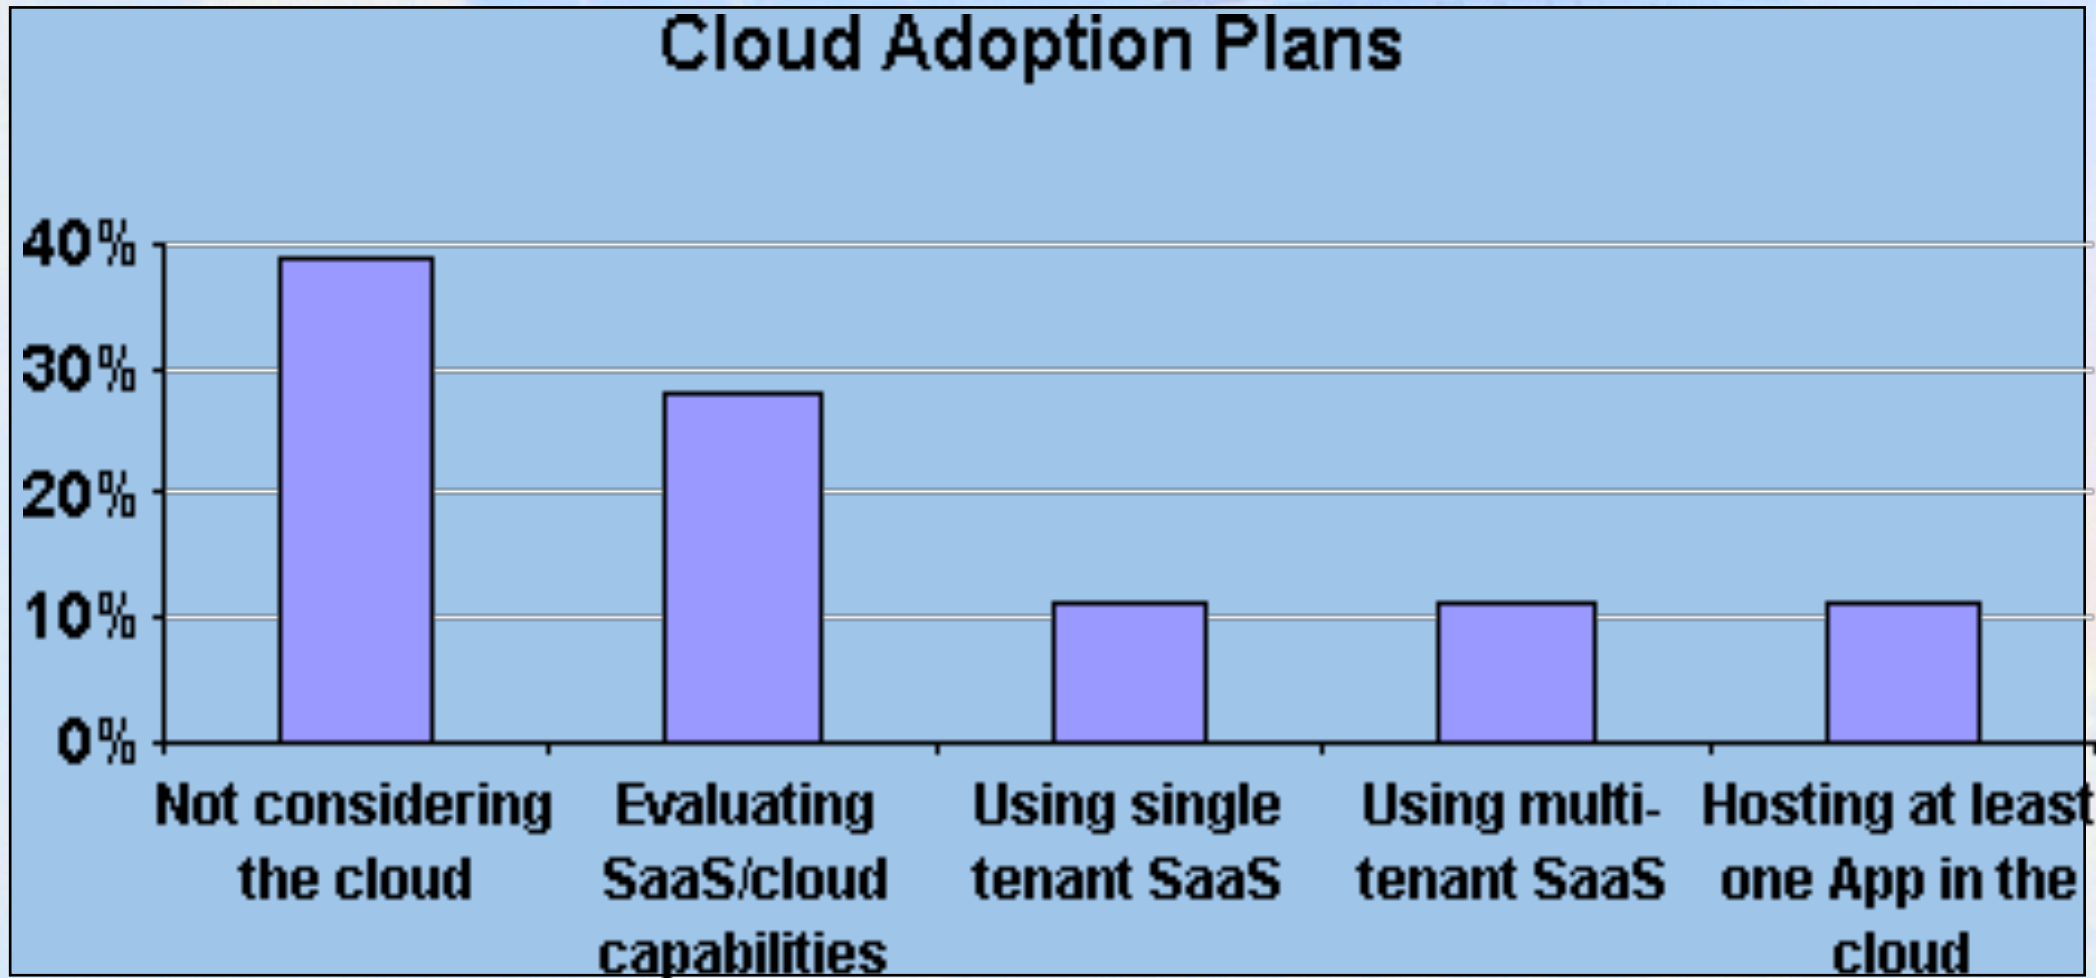 Cloud Adoption Plans
40%
30%
20%
10%
0%
Not considering
the cloud
Evaluating
SaaS/cloud
capabilities
Using single
tenant SaaS
Using multi-
tenant SaaS
Hosting at least
one App in the
cloud